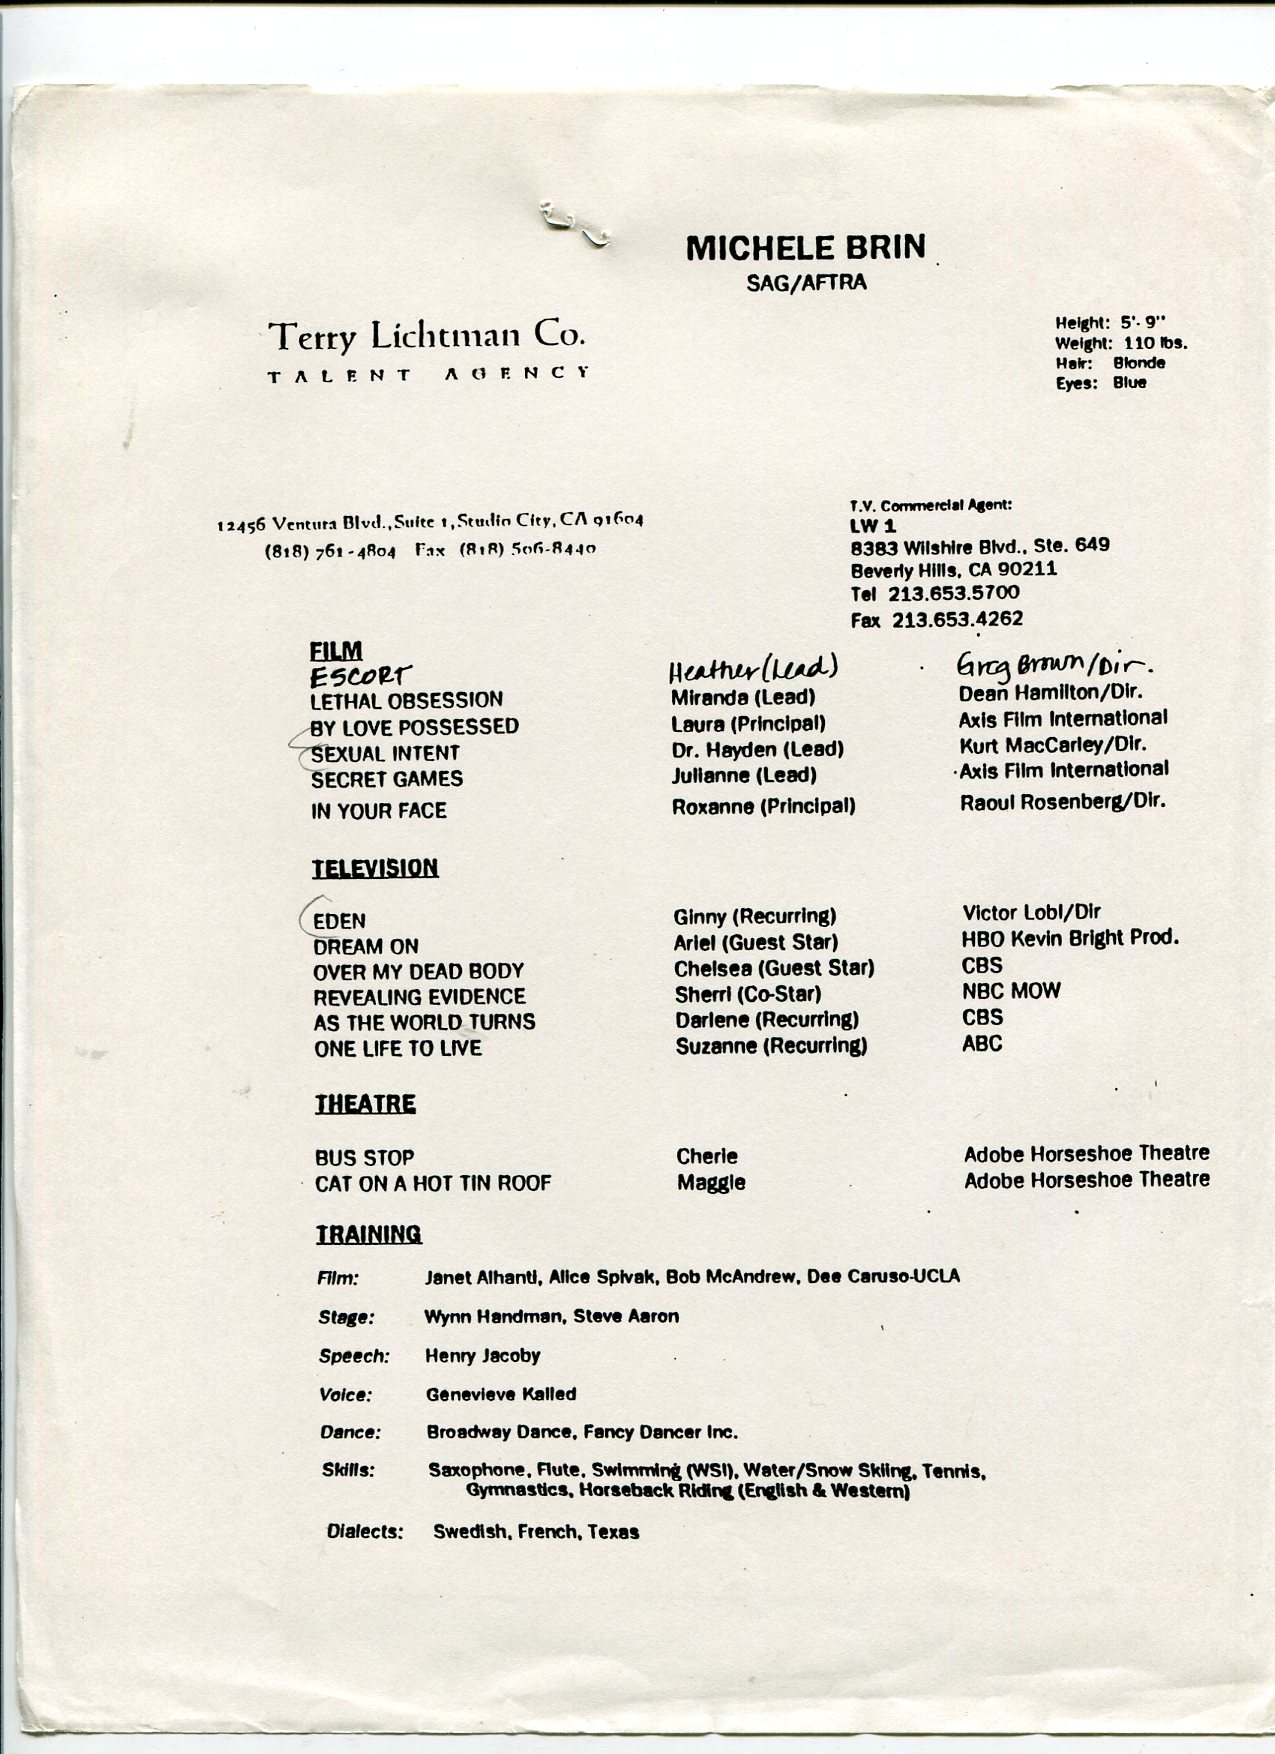 MICHELE BRIN
SAG/AFTRA
Terry Lichtman Co.
TALENT AGENCY
Height: 5'- 9"
Weight: 110 lbs.
Hair: Blonde
Eyes: Blue
12456 Ventura Blvd., Suite 1, Studio City, CA 91604
(818) 761-4804 Fax (818) 506-8440
T.V. Commercial Agent:
LW 1
8383 Wilshire Blvd., Ste. 649
Beverly Hills, CA 90211
Tel 213.653.5700
Fax 213.653.4262
FILM
ESCORT Heather (Lead) Greg Brown/Dir.
LETHAL OBSESSION Miranda (Lead) Dean Hamilton/Dir.
BY LOVE POSSESSED Laura (Principal) Axis Film International
SEXUAL INTENT Dr. Hayden (Lead) Kurt MacCarley/Dir.
SECRET GAMES Julianne (Lead) Axis Film International
IN YOUR FACE Roxanne (Principal) Raoul Rosenberg/Dir.
TELEVISION
EDEN Ginny (Recurring) Victor Lobl/Dir
DREAM ON Ariel (Guest Star) HBO Kevin Bright Prod.
OVER MY DEAD BODY Chelsea (Guest Star) CBS
REVEALING EVIDENCE Sherri (Co-Star) NBC MOW
AS THE WORLD TURNS Darlene (Recurring) CBS
ONE LIFE TO LIVE Suzanne (Recurring) ABC
THEATRE
BUS STOP Cherie Adobe Horseshoe Theatre
CAT ON A HOT TIN ROOF Maggie Adobe Horseshoe Theatre
TRAINING
Film: Janet Alhanti, Alice Spivak, Bob McAndrew, Dee Caruso-UCLA
Stage: Wynn Handman, Steve Aaron
Speech: Henry Jacoby
Voice: Genevieve Kalled
Dance: Broadway Dance, Fancy Dancer Inc.
Skills: Saxophone, Flute, Swimming (WSI), Water/Snow Skiing, Tennis,
Gymnastics, Horseback Riding (English & Western)
Dialects: Swedish, French, Texas